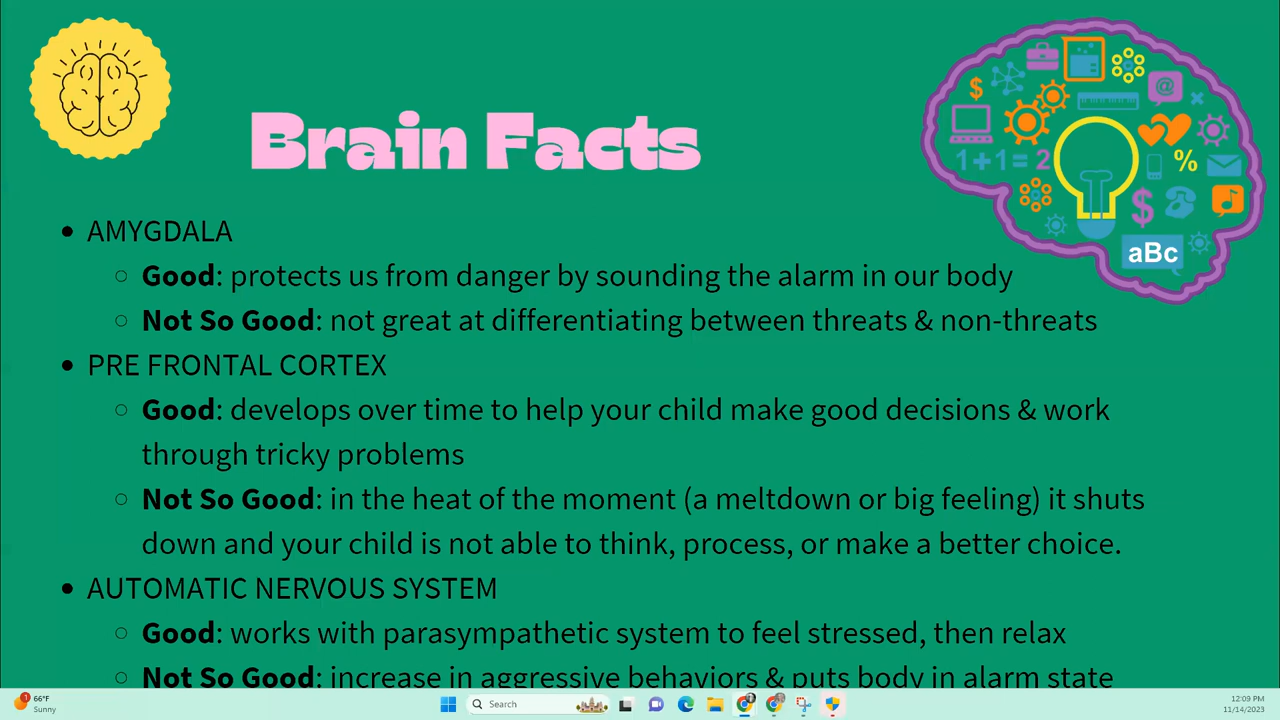 Brain Facts
$
@
1+1=2
%
$
aBc
• AMYGDALA
○ Good: protects us from danger by sounding the alarm in our body
○ Not So Good: not great at differentiating between threats & non-threats
• PRE FRONTAL CORTEX
○ Good: develops over time to help your child make good decisions & work
through tricky problems
○ Not So Good: in the heat of the moment (a meltdown or big feeling) it shuts
down and your child is not able to think, process, or make a better choice.
• AUTOMATIC NERVOUS SYSTEM
○ Good: works with parasympathetic system to feel stressed, then relax
○ Not So Good: increase in aggressive behaviors & puts body in alarm state
66°F
Sunny
Search
12:09 PM
11/14/2023